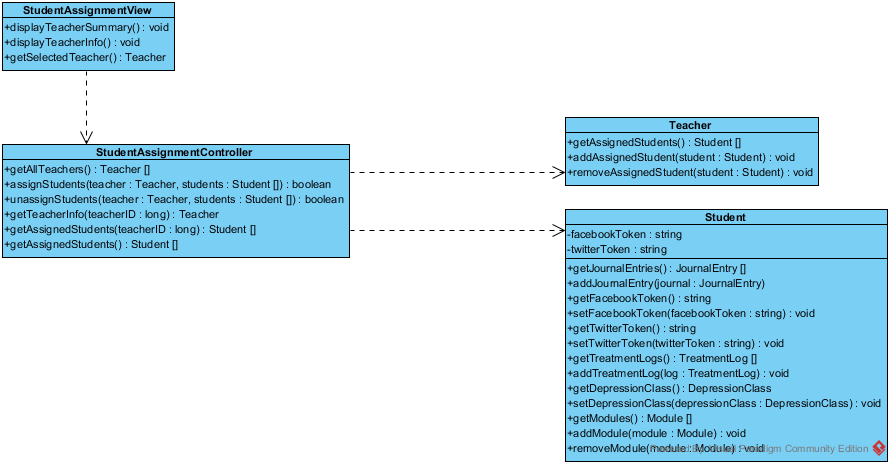 StudentAssignmentView
+displayTeacherSummary() : void
+displayTeacherInfo() : void
+getSelectedTeacher() : Teacher
StudentAssignmentController
+getAllTeachers() : Teacher []
+assignStudents(teacher : Teacher, students : Student []) : boolean
+unassignStudents(teacher : Teacher, students : Student []) : boolean
+getTeacherInfo(teacherID : long) : Teacher
+getAssignedStudents(teacherID : long) : Student []
+getAssignedStudents() : Student []
Teacher
+getAssignedStudents() : Student []
+addAssignedStudent(student : Student) : void
+removeAssignedStudent(student : Student) : void
Student
-facebookToken : string
-twitterToken : string
+getJournalEntries() : JournalEntry []
+addJournalEntry(journal : JournalEntry)
+getFacebookToken() : string
+setFacebookToken(facebookToken : string) : void
+getTwitterToken() : string
+setTwitterToken(twitterToken : string) : void
+getTreatmentLogs() : TreatmentLog []
+addTreatmentLog(log : TreatmentLog) : void
+getDepressionClass() : DepressionClass
+setDepressionClass(depressionClass : DepressionClass) : void
+getModules() : Module []
+addModule(module : Module) : void
+removeModule(module : Module) : void
Paradigm Community Edition